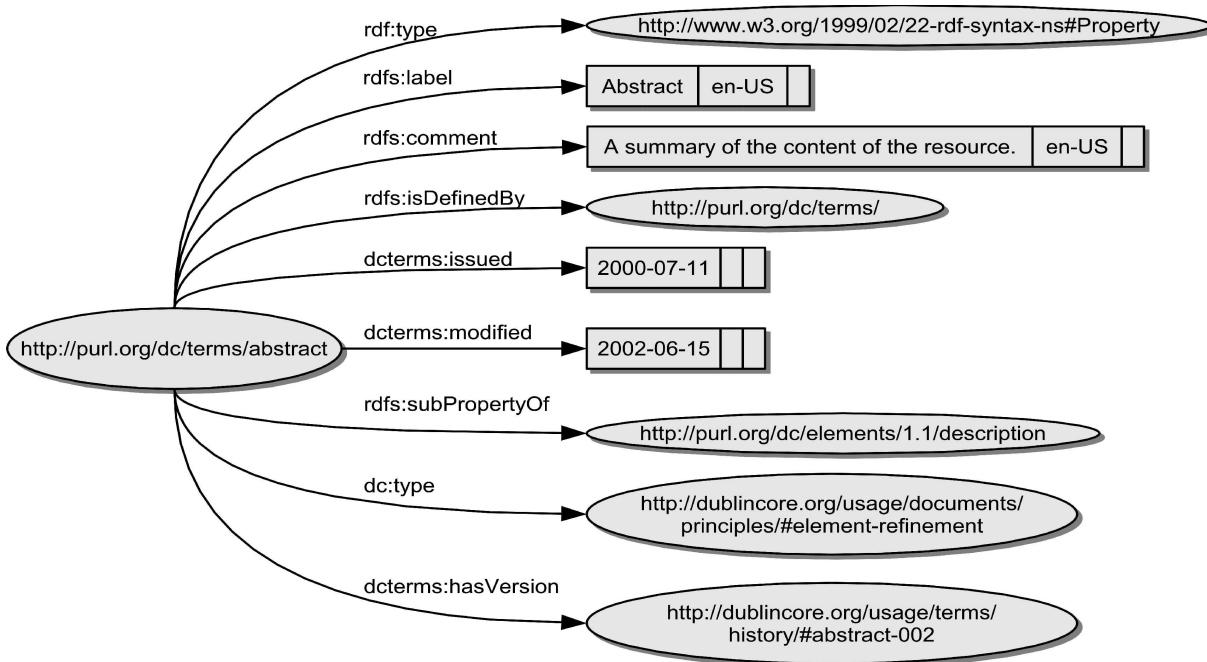 rdf:type
http://www.w3.org/1999/02/22-rdf-syntax-ns#Property
rdfs:label
Abstract en-US
rdfs:comment
A summary of the content of the resource. en-US
rdfs:isDefinedBy
http://purl.org/dc/terms/
dcterms:issued
2000-07-11
http://purl.org/dc/terms/abstract
dcterms:modified
2002-06-15
rdfs:subPropertyOf
http://purl.org/dc/elements/1.1/description
dc:type
http://dublincore.org/usage/documents/
principles/#element-refinement
dcterms:hasVersion
http://dublincore.org/usage/terms/
history/#abstract-002